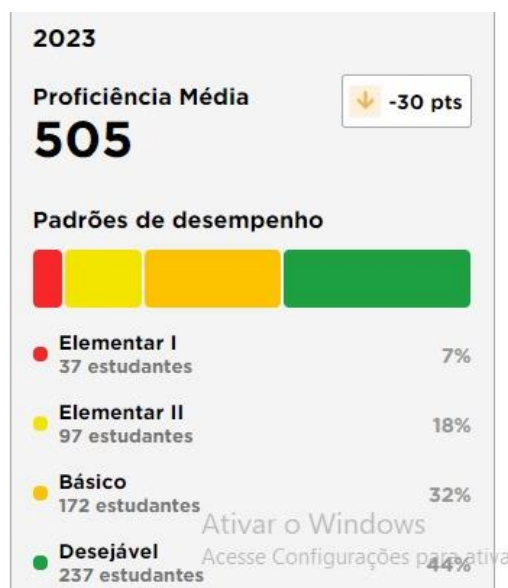 2023
Proficiência Média
505
-30 pts
Padrões de desempenho
Elementar I
37 estudantes
7%
Elementar II
97 estudantes
18%
Básico
172 estudantes
32%
Ativar o Windows
Desejável
237 estudantes
44%
Acesse Configurações para ativa